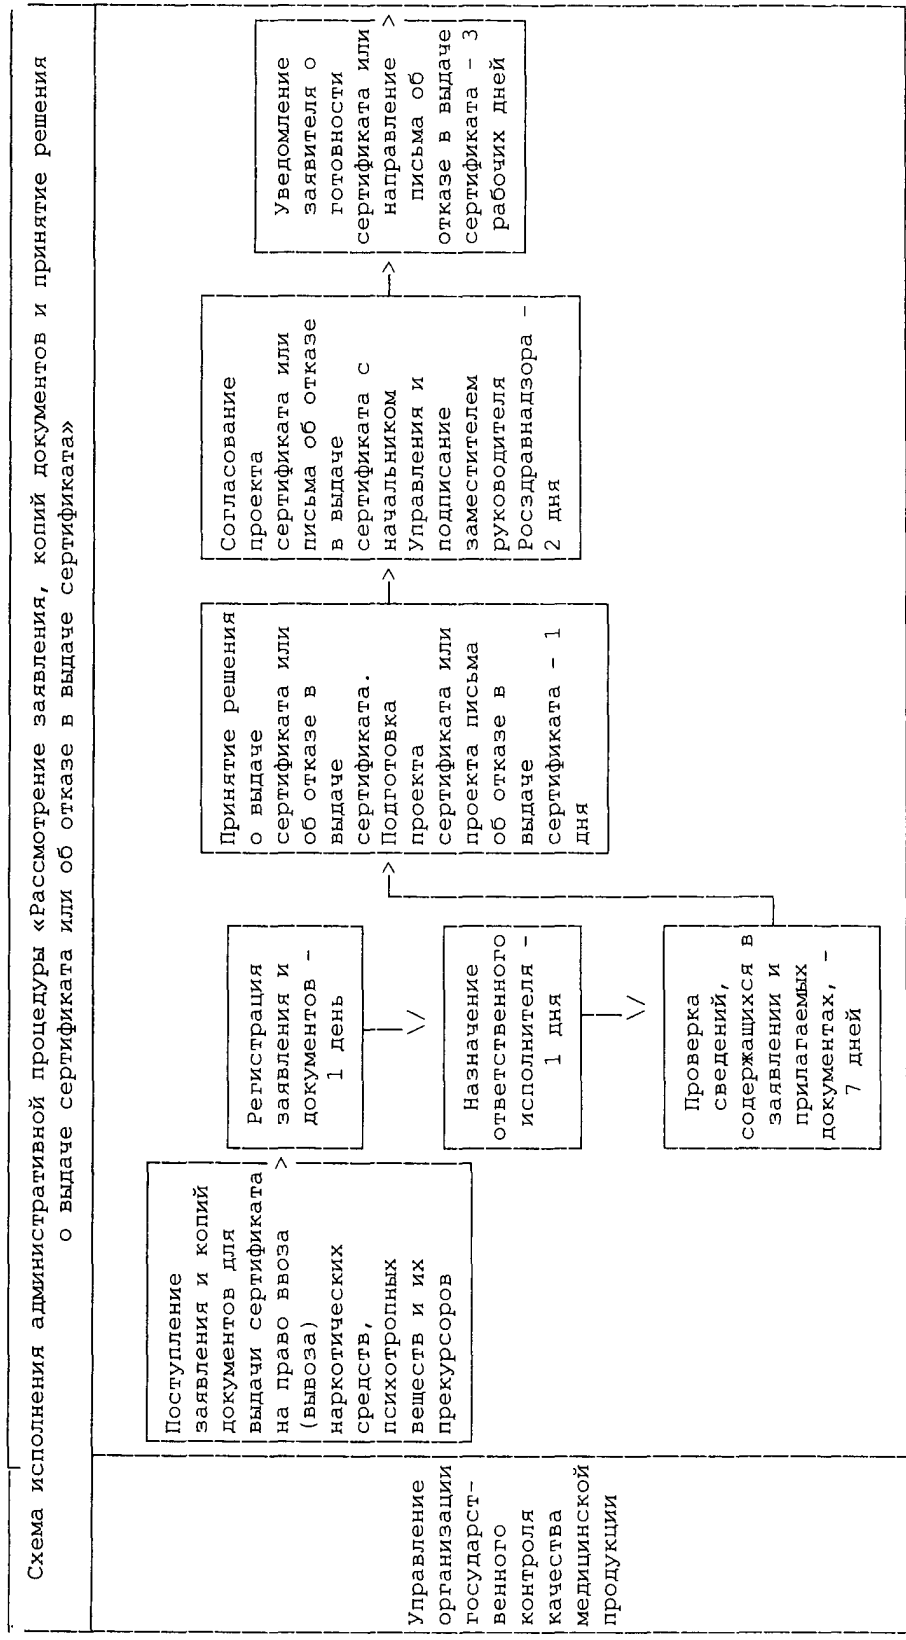 Схема исполнения административной процедуры «Рассмотрение заявления, копий документов и принятие решения
о выдаче сертификата или об отказе в выдаче сертификата»
Управление
организации
государст-
венного
контроля
качества
медицинской
продукции
Поступление
заявления и копий
документов для
выдачи сертификата
на право ввоза
(вывоза)
наркотических
средств,
психотропных
веществ и их
прекурсоров
>
Регистрация
заявления и
документов –
1 день
\/
Назначение
ответственного
исполнителя –
1 дня
\/
Проверка
сведений,
содержащихся в
заявлении и
прилагаемых
документах, –
7 дней
>
Принятие решения
о выдаче
сертификата или
об отказе в
выдаче
сертификата.
Подготовка
проекта
сертификата или
проекта письма
об отказе в
выдаче
сертификата – 1
дня
>
Согласование
проекта
сертификата или
письма об отказе
в выдаче
сертификата с
начальником
Управления и
подписание
заместителем
руководителя
Росздравнадзора –
2 дня
>
Уведомление
заявителя о
готовности
сертификата или
направление >
письма об
отказе в выдаче
сертификата – 3
рабочих дней